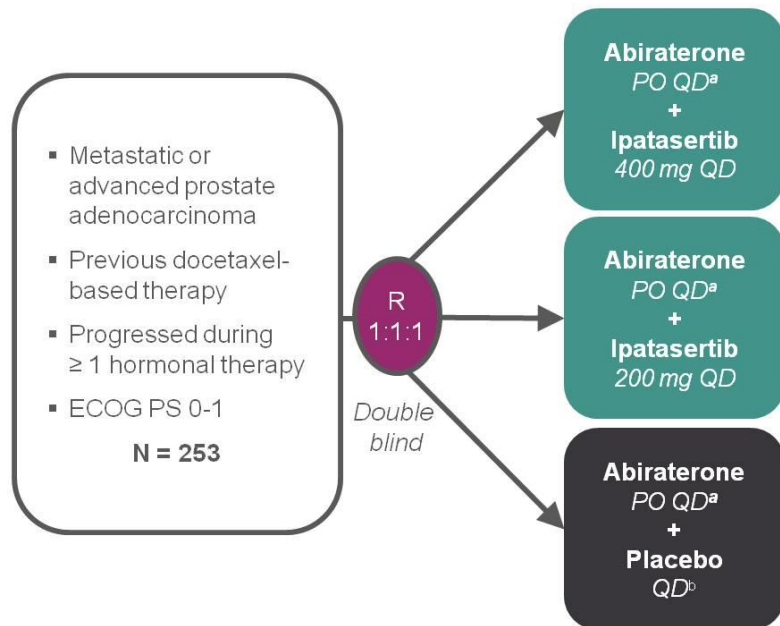 ▪ Metastatic or
advanced prostate
adenocarcinoma
▪ Previous docetaxel-
based therapy
▪ Progressed during
≥ 1 hormonal therapy
▪ ECOG PS 0-1
N = 253
R
1:1:1
Double
blind
Abiraterone
PO QDᵃ
+
Ipatasertib
400 mg QD
Abiraterone
PO QDᵃ
+
Ipatasertib
200 mg QD
Abiraterone
PO QDᵃ
+
Placebo
QDᵇ